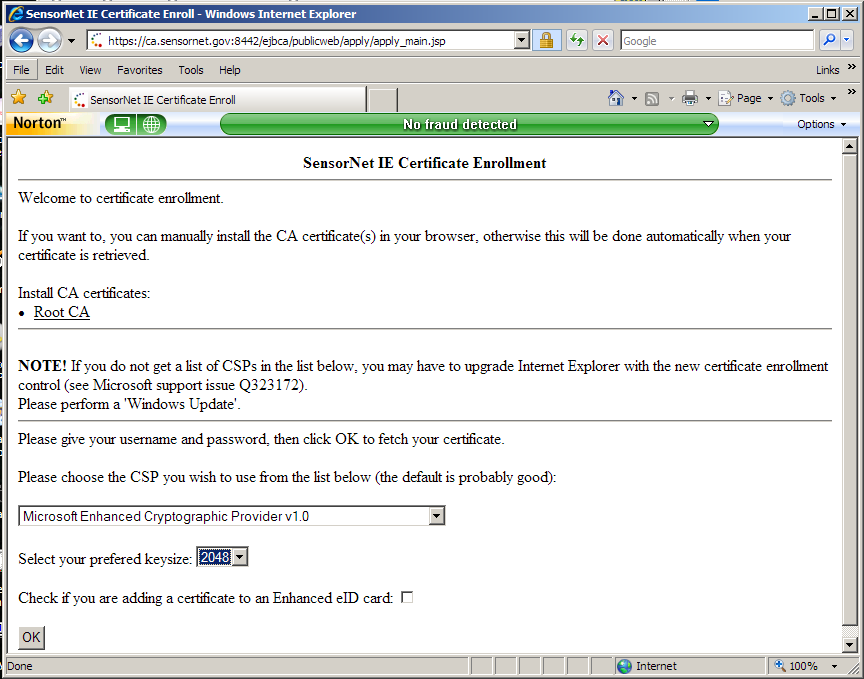 SensorNet IE Certificate Enroll - Windows Internet Explorer
https://ca.sensornet.gov:8442/ejbca/publicweb/apply/apply_main.jsp
Google
File Edit View Favorites Tools Help
Links »
SensorNet IE Certificate Enroll
Page Tools »
Norton™
No fraud detected
Options
SensorNet IE Certificate Enrollment
Welcome to certificate enrollment.
If you want to, you can manually install the CA certificate(s) in your browser, otherwise this will be done automatically when your
certificate is retrieved.
Install CA certificates:
• Root CA
NOTE! If you do not get a list of CSPs in the list below, you may have to upgrade Internet Explorer with the new certificate enrollment
control (see Microsoft support issue Q323172).
Please perform a 'Windows Update'.
Please give your username and password, then click OK to fetch your certificate.
Please choose the CSP you wish to use from the list below (the default is probably good):
Microsoft Enhanced Cryptographic Provider v1.0
Select your prefered keysize: 2048
Check if you are adding a certificate to an Enhanced eID card:
OK
Done
Internet
100%